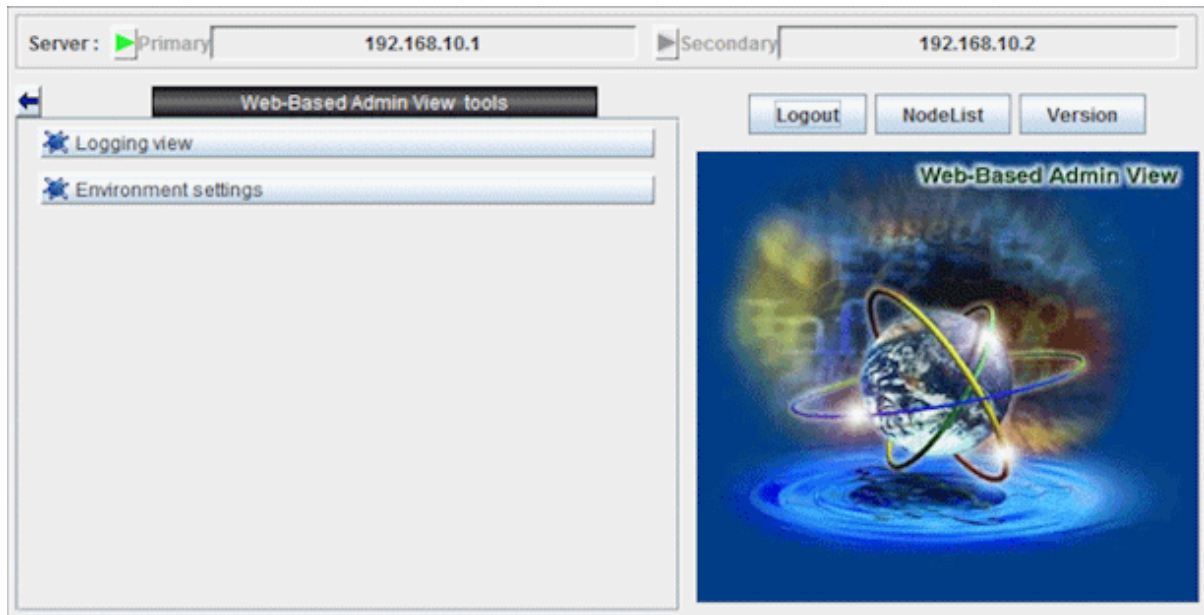 Server : Primary 192.168.10.1 Secondary 192.168.10.2
Web-Based Admin View tools
Logout NodeList Version
Logging view
Environment settings
Web-Based Admin View